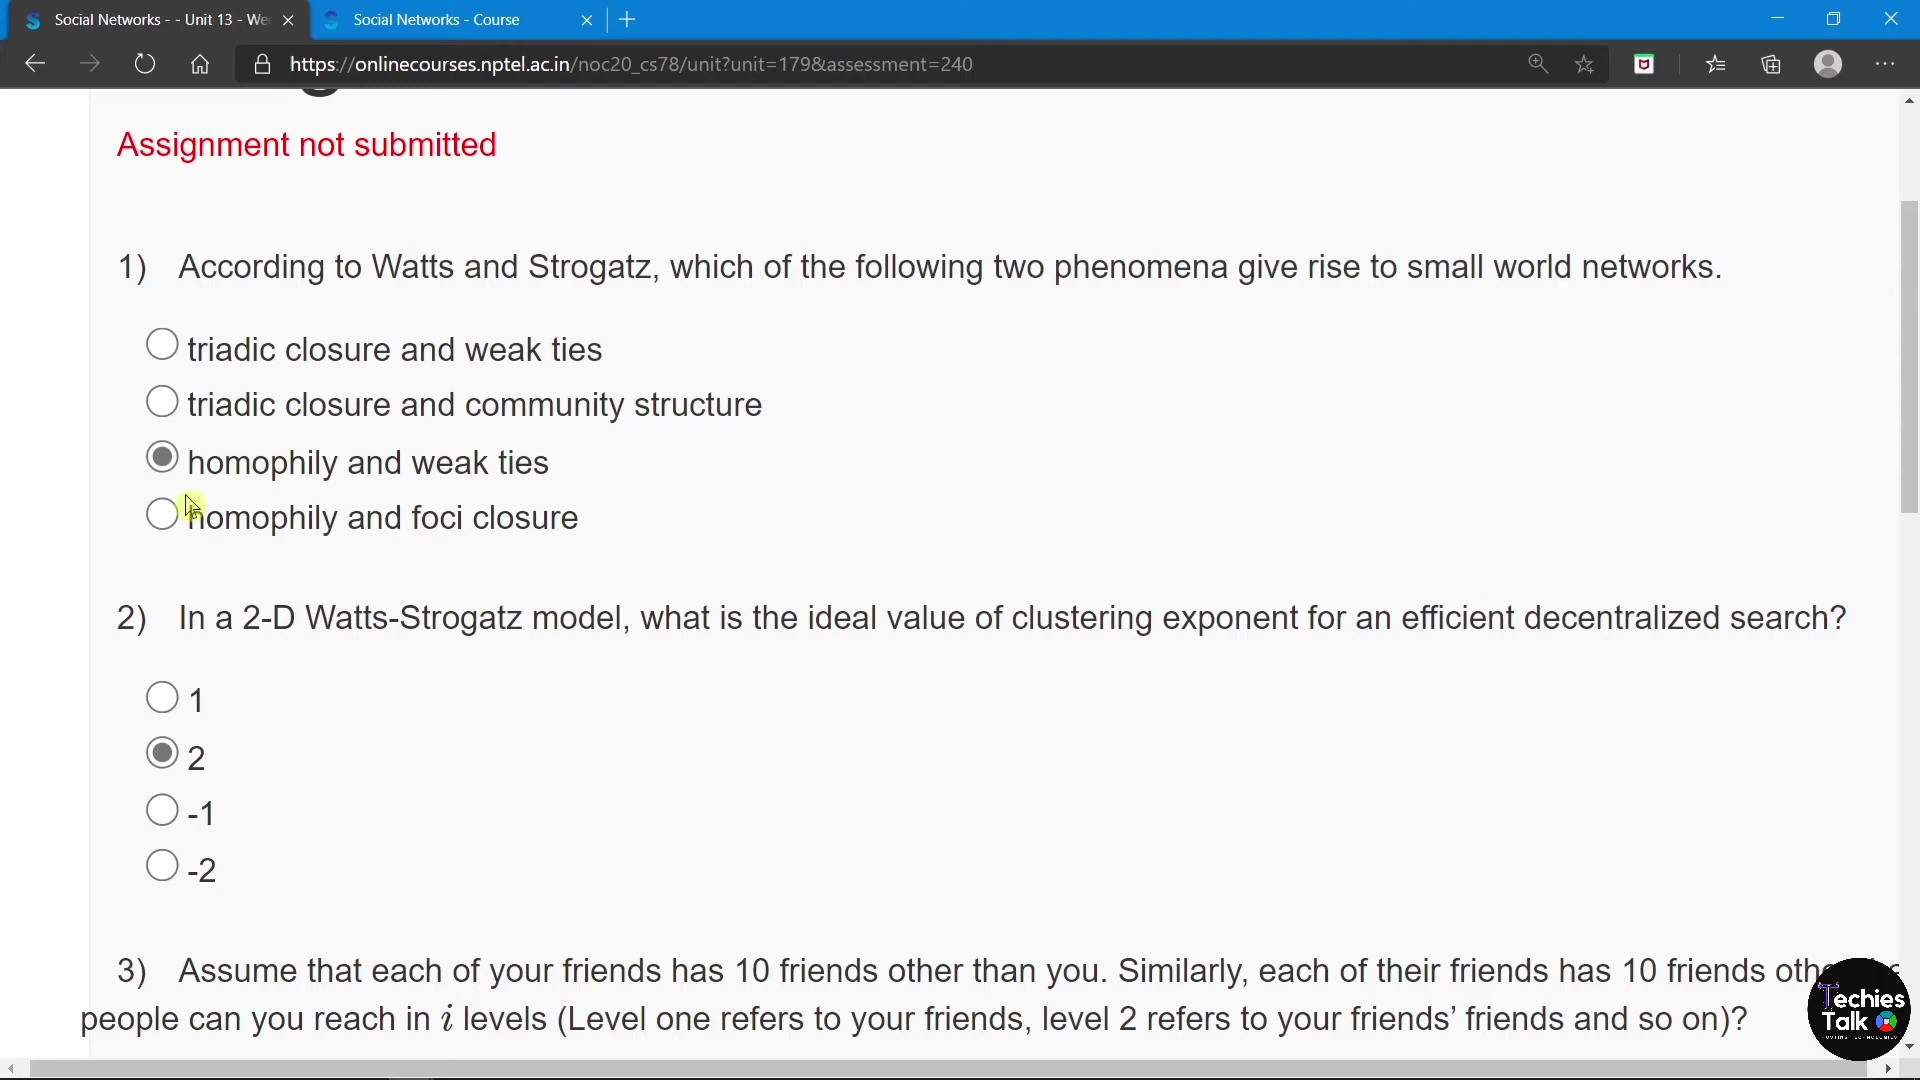 Social Networks - - Unit 13 - We
Social Networks - Course
https://onlinecourses.nptel.ac.in/noc20_cs78/unit?unit=179&assessment=240
Assignment not submitted
1) According to Watts and Strogatz, which of the following two phenomena give rise to small world networks.
triadic closure and weak ties
triadic closure and community structure
homophily and weak ties
homophily and foci closure
2) In a 2-D Watts-Strogatz model, what is the ideal value of clustering exponent for an efficient decentralized search?
1
2
-1
-2
3) Assume that each of your friends has 10 friends other than you. Similarly, each of their friends has 10 friends oth
people can you reach in i levels (Level one refers to your friends, level 2 refers to your friends’ friends and so on)?
Techies
Talk